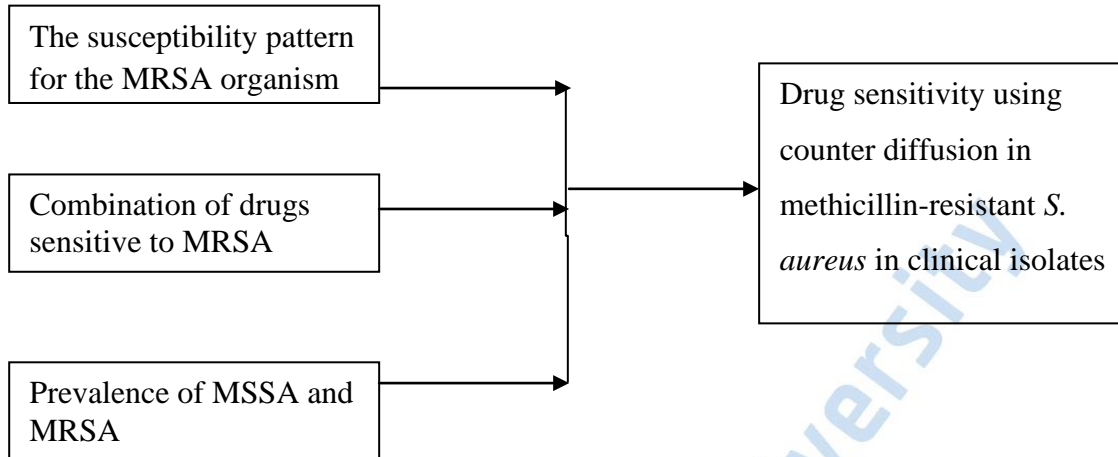 The susceptibility pattern
for the MRSA organism
Combination of drugs
sensitive to MRSA
Prevalence of MSSA and
MRSA
Drug sensitivity using
counter diffusion in
methicillin-resistant S.
aureus in clinical isolates
versity